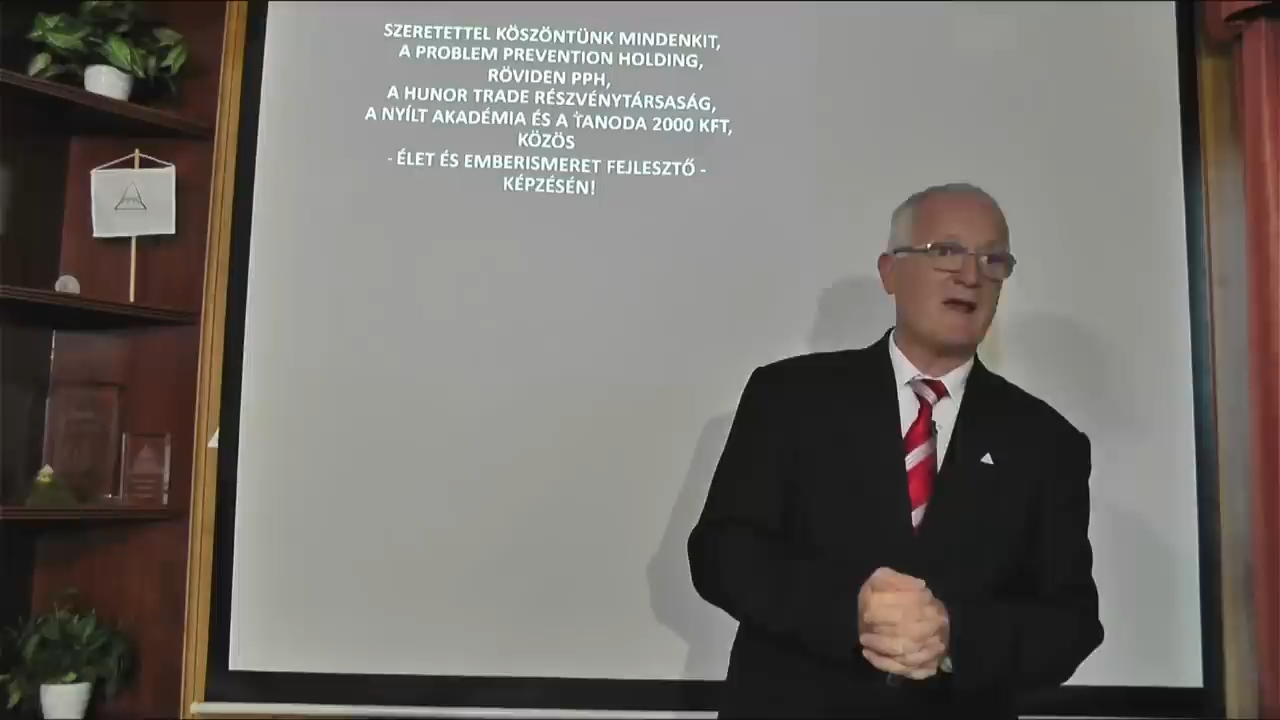 SZERETETTEL KÖSZÖNTÜNK MINDENKIT,
A PROBLEM PREVENTION HOLDING,
RÖVIDEN PPH,
A HUNOR TRADE RÉSZVÉNYTÁRSASÁG,
A NYÍLT AKADÉMIA ÉS A TANODA 2000 KFT,
KÖZÖS
- ÉLET ÉS EMBERISMERET FEJLESZTŐ -
KÉPZÉSÉN!